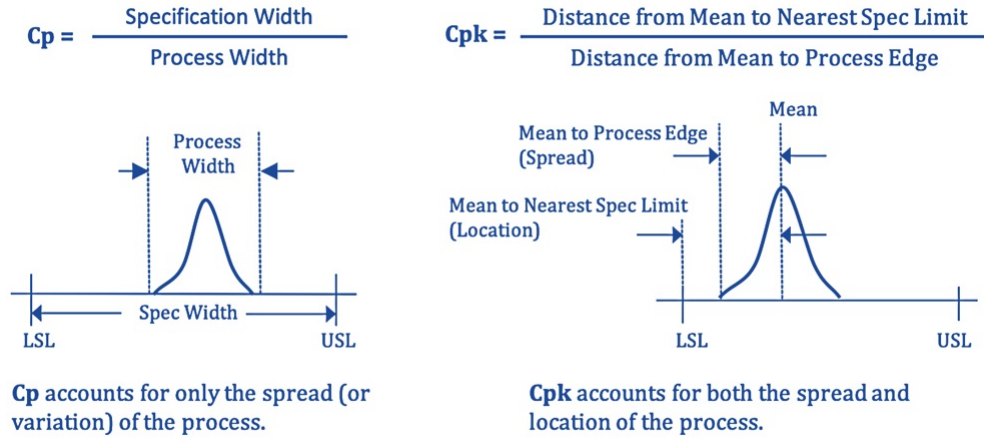 Cp =
Specification Width
Process Width
Process
Width
Spec Width
LSL
USL
Cp accounts for only the spread (or
variation) of the process.
Cpk =
Distance from Mean to Nearest Spec Limit
Distance from Mean to Process Edge
Mean
Mean to Process Edge
(Spread)
Mean to Nearest Spec Limit
(Location)
LSL
USL
Cpk accounts for both the spread and
location of the process.